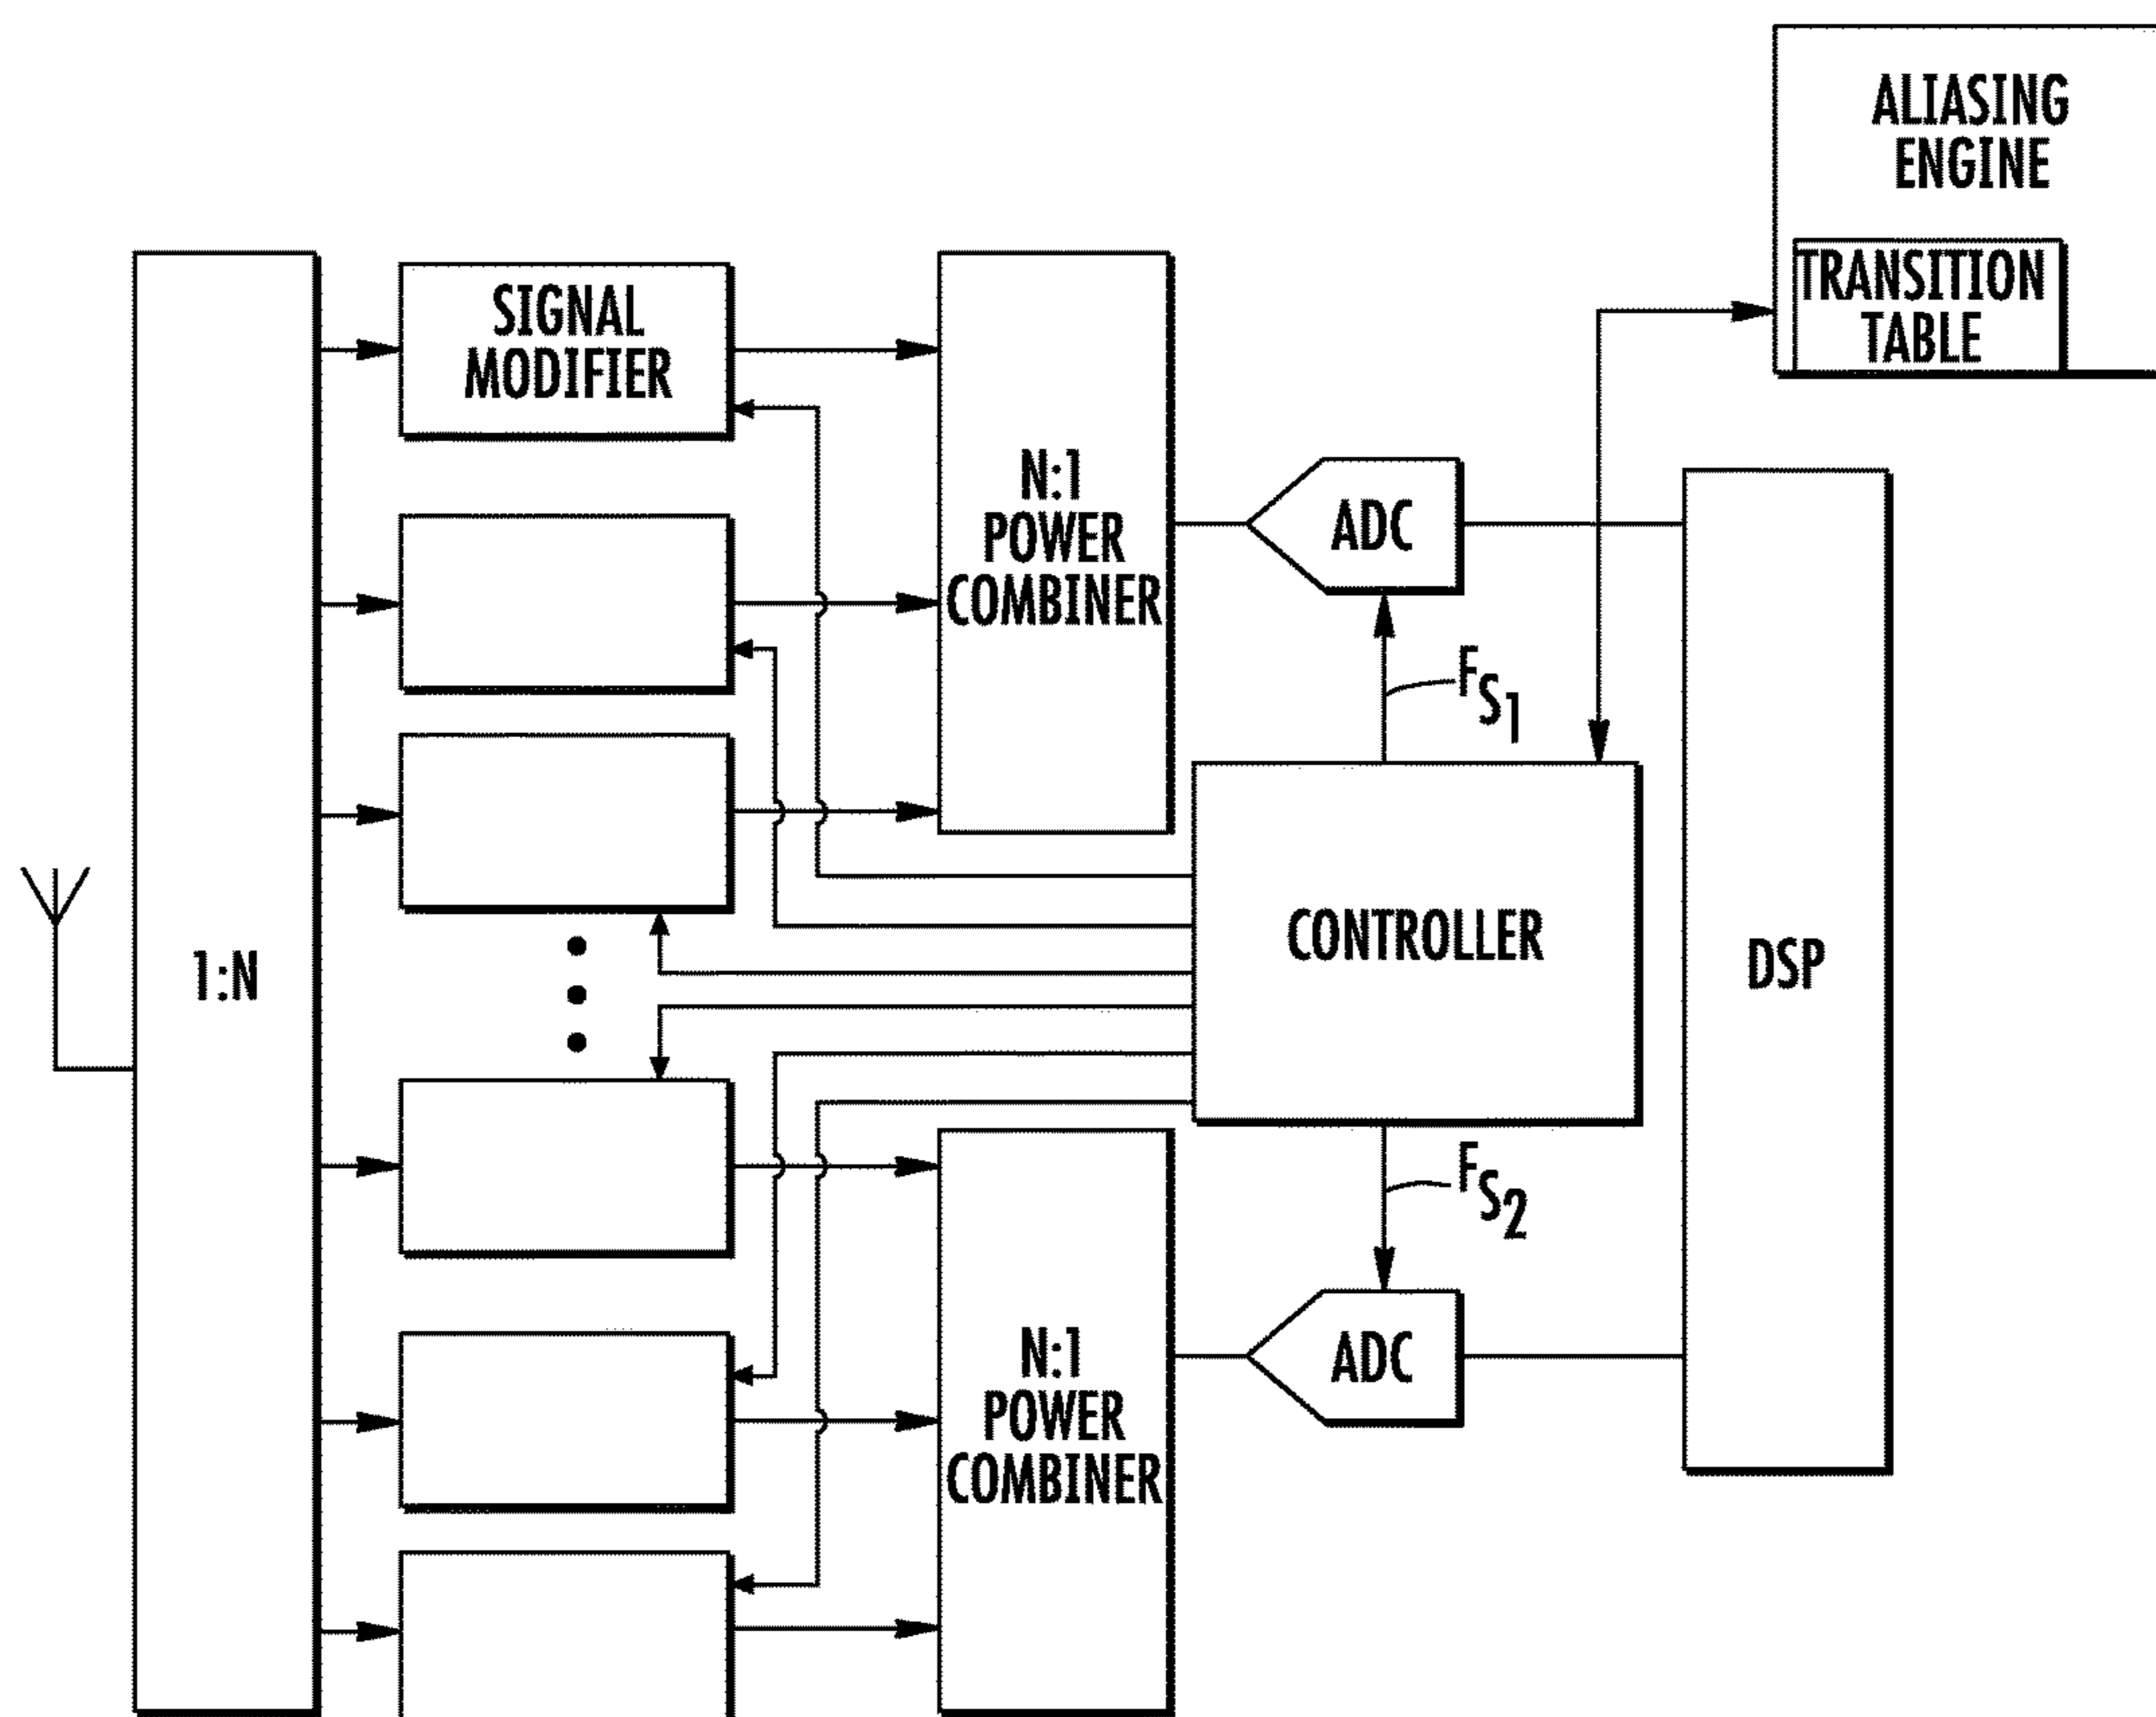 ALIASING
ENGINE
TRANSITION
TABLE
SIGNAL
MODIFIER
N:1
POWER
COMBINER
ADC
FS1
CONTROLLER
1:N
DSP
FS2
N:1
POWER
COMBINER
ADC